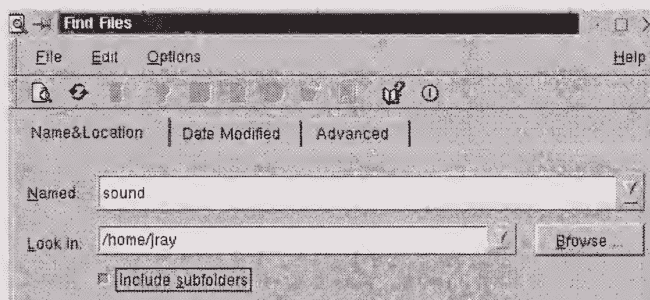 Find Files
File Edit Options Help
Name&Location Date Modified Advanced
Named: sound
Look in: /home/jray Browse ...
Include subfolders